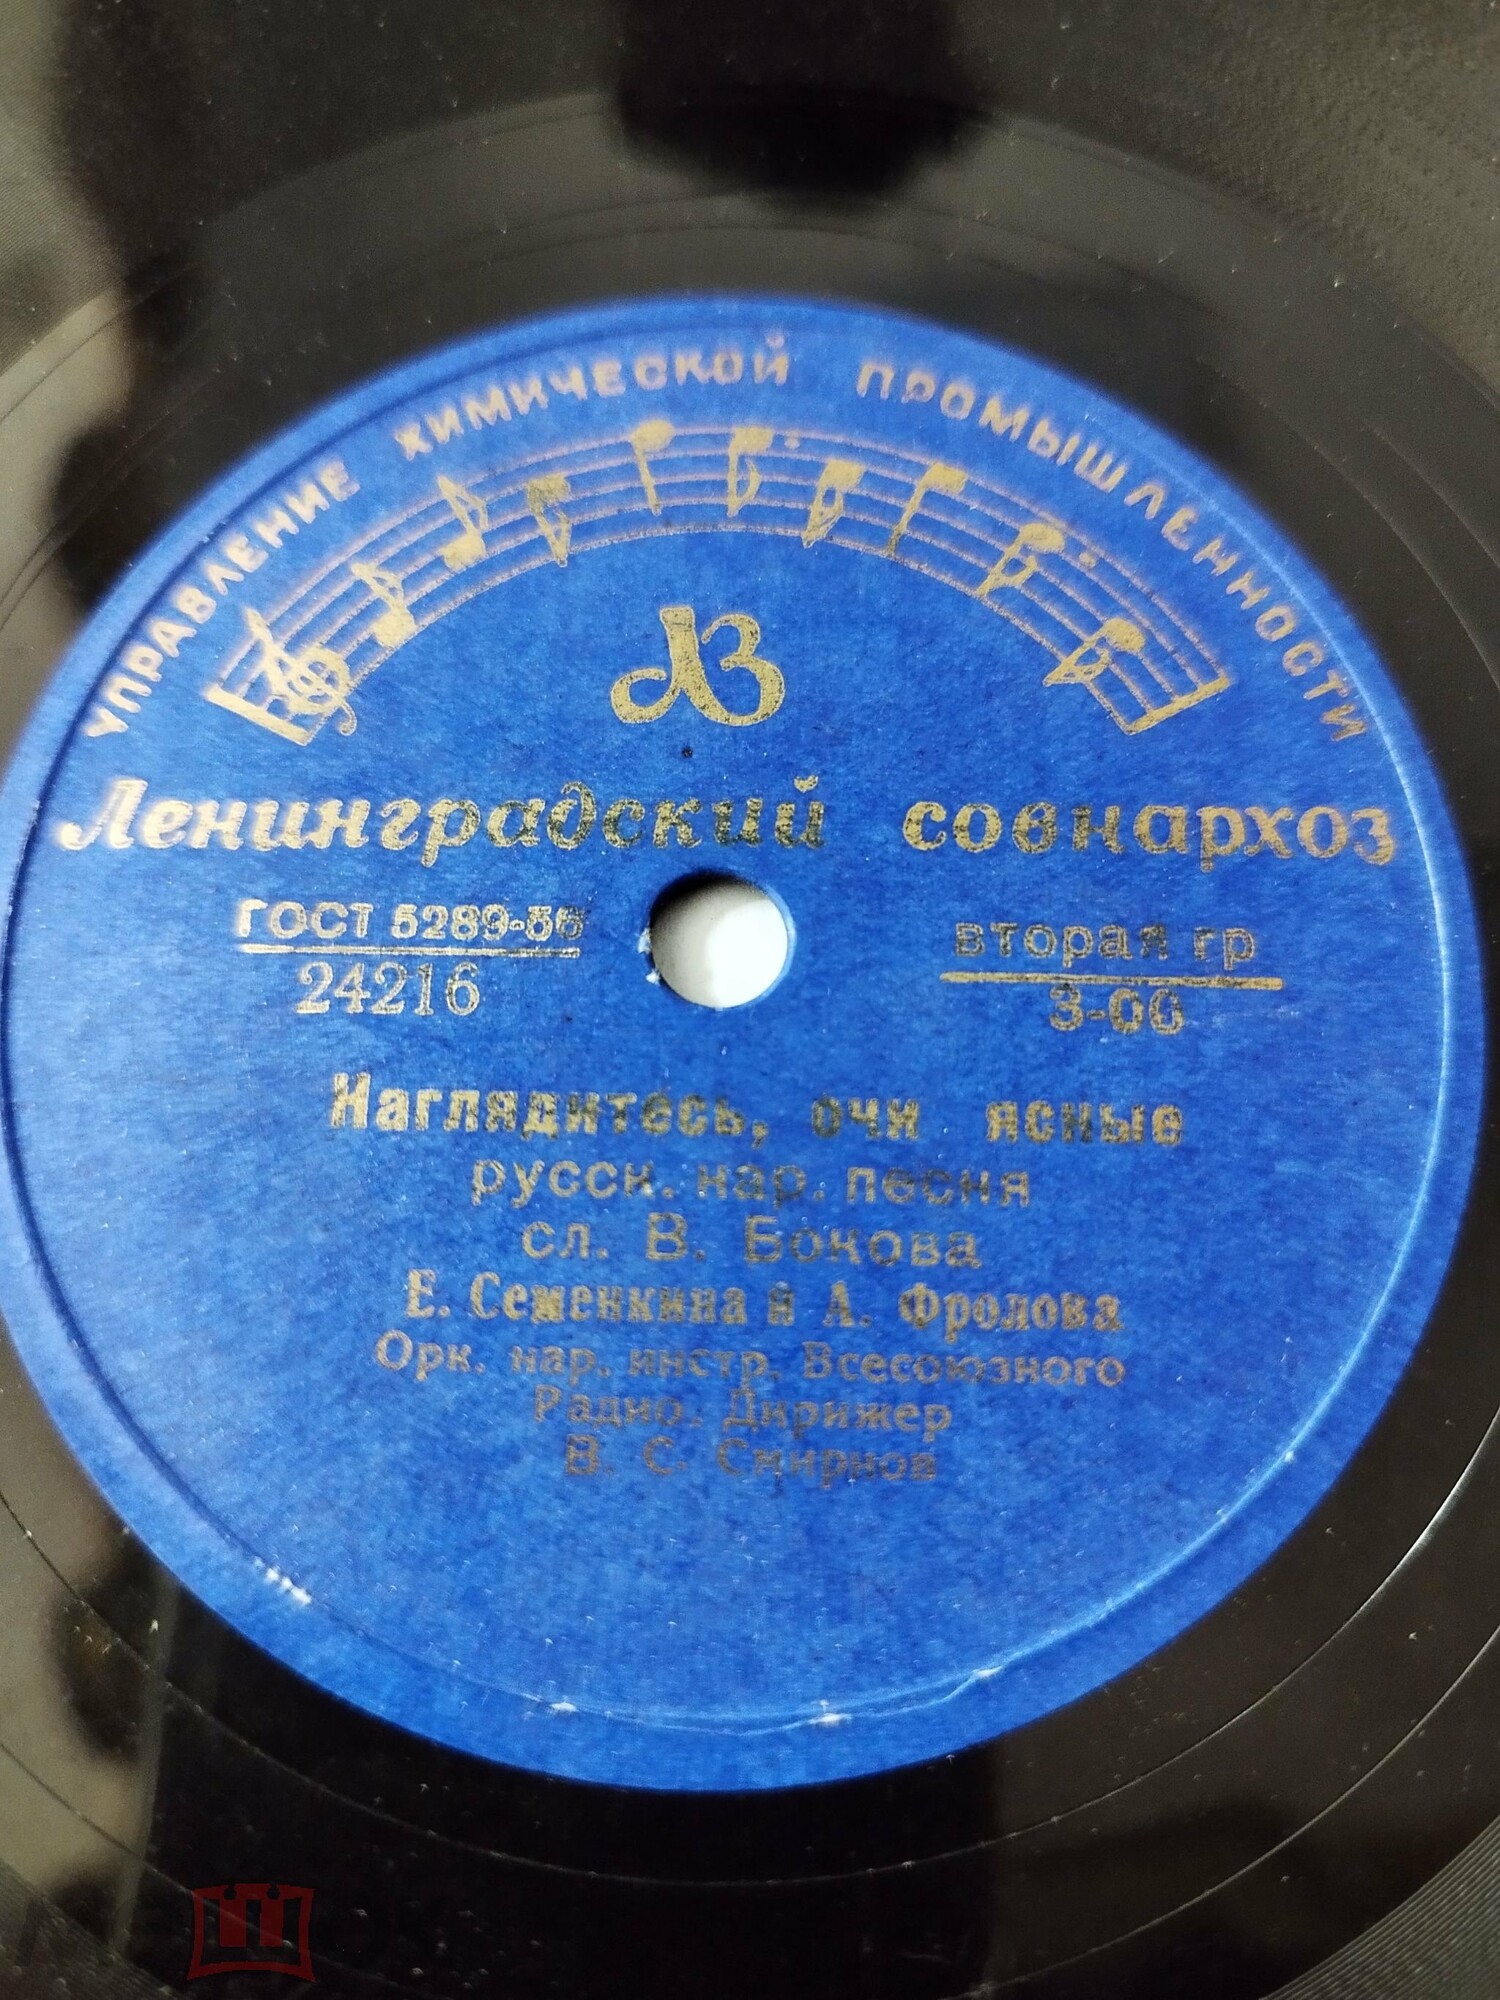 УПРАВЛЕНИЕ ХИМИЧЕСКОЙ ПРОМЫШЛЕННОСТИ
ЛЗ
Ленинградский совнархоз
ГОСТ 5289-56 вторая гр
24216 3-00
Наглядитесь, очи ясные
русск. нар. песня
сл. В. Бокова
Е. Семенкина и А. Фролова
Орк. нар. инстр. Всесоюзного
Радио. Дирижер
В. С. Смирнов